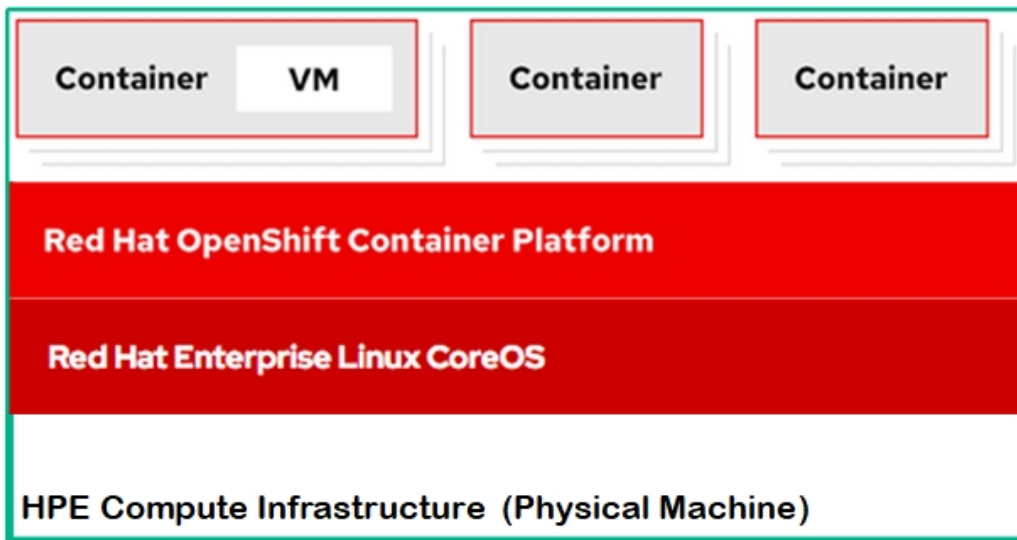 Container VM Container Container
Red Hat OpenShift Container Platform
Red Hat Enterprise Linux CoreOS
HPE Compute Infrastructure (Physical Machine)